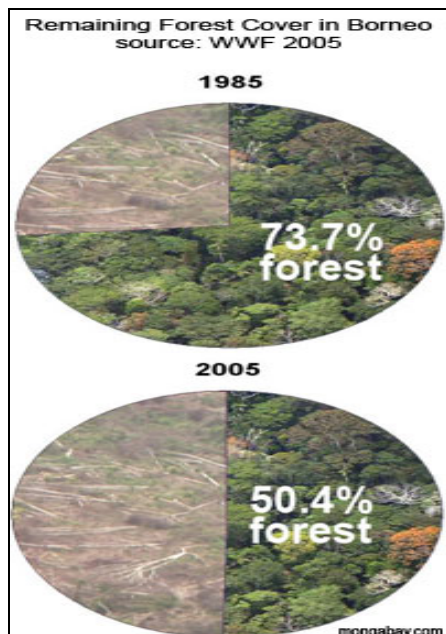 Remaining Forest Cover in Borneo
source: WWF 2005
1985
73.7%
forest
2005
50.4%
forest
mongabay.com